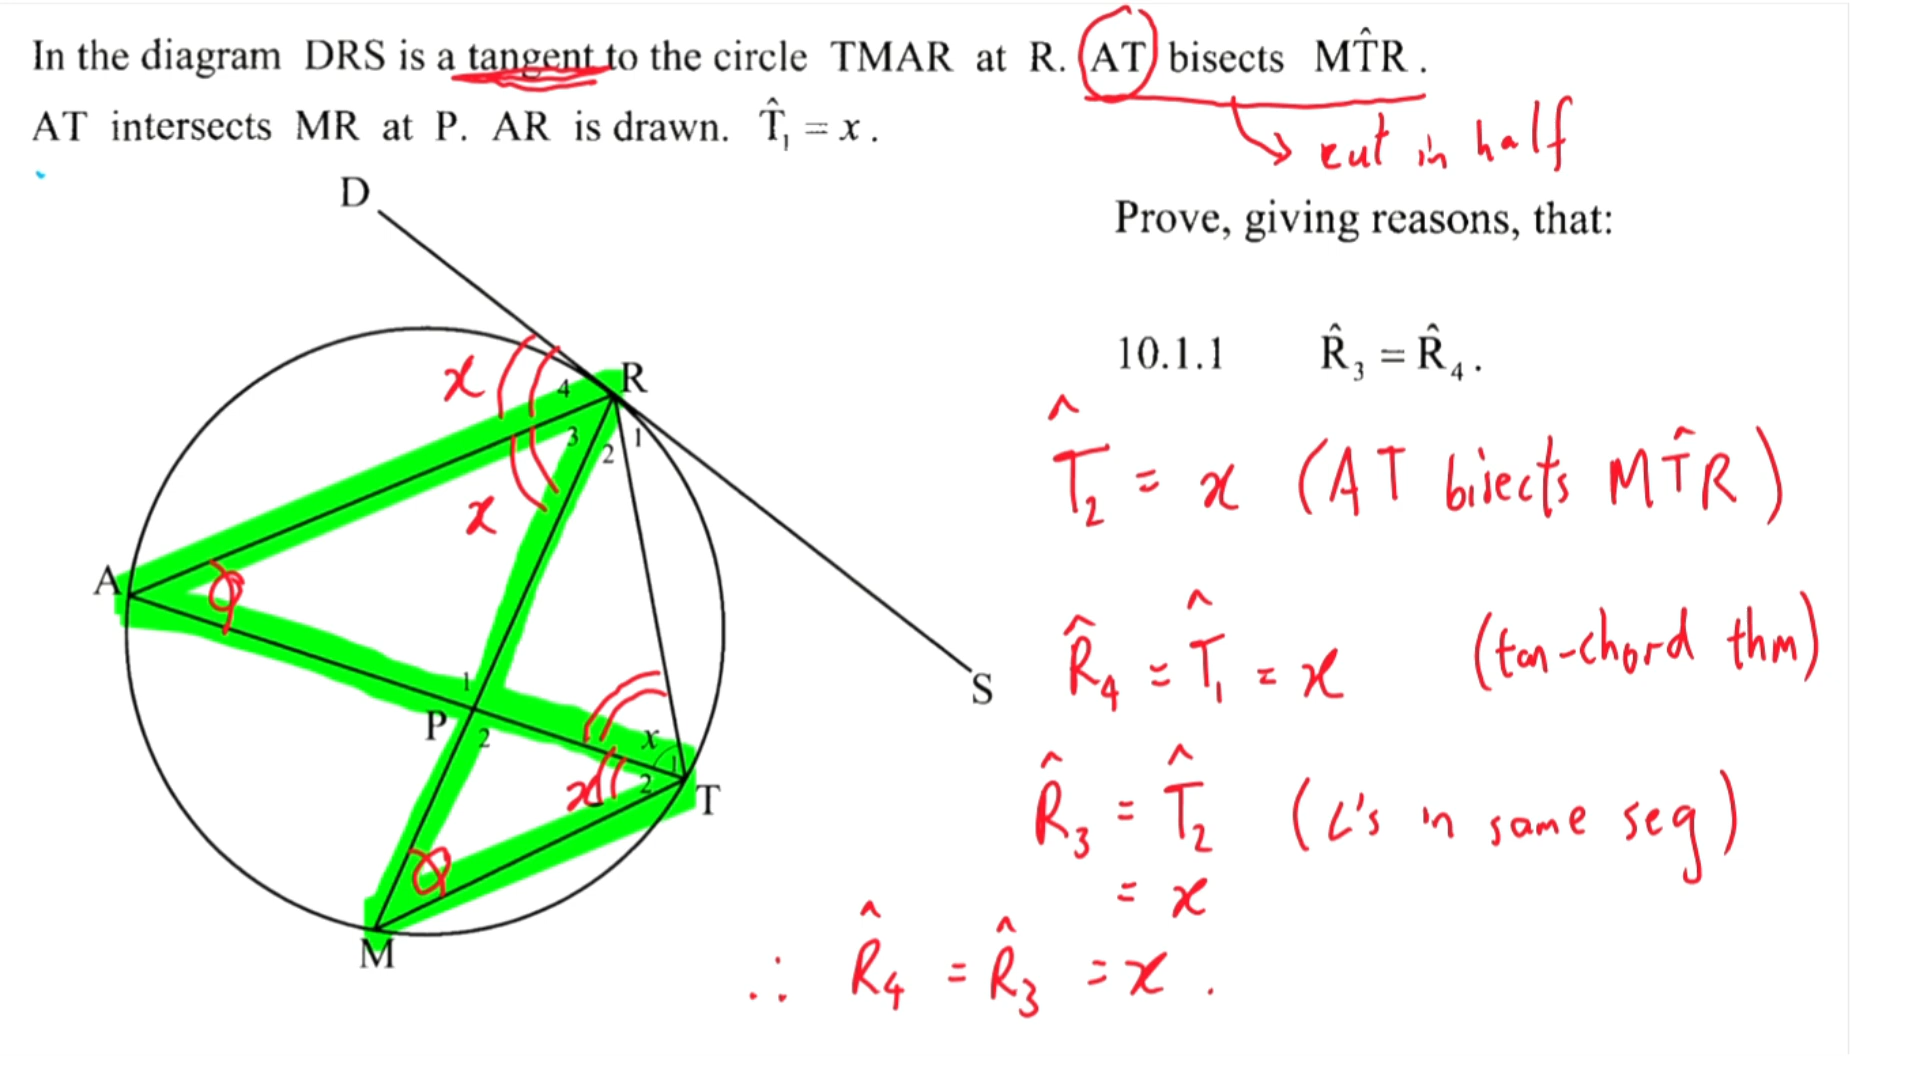 In the diagram DRS is a tangent to the circle TMAR at R. AT bisects MT̂R.
AT intersects MR at P. AR is drawn. T̂₁ = x.
→ cut in half
Prove, giving reasons, that:
10.1.1 R̂₃ = R̂₄.
T̂₂ = x (AT bisects MT̂R)
R̂₄ = T̂₁ = x (tan-chord thm)
R̂₃ = T̂₂ (∠'s in same seg)
= x
∴ R̂₄ = R̂₃ = x.
D
R
x
4
3
2
1
x
A
S
1
P
2
x
1
x
2
T
M